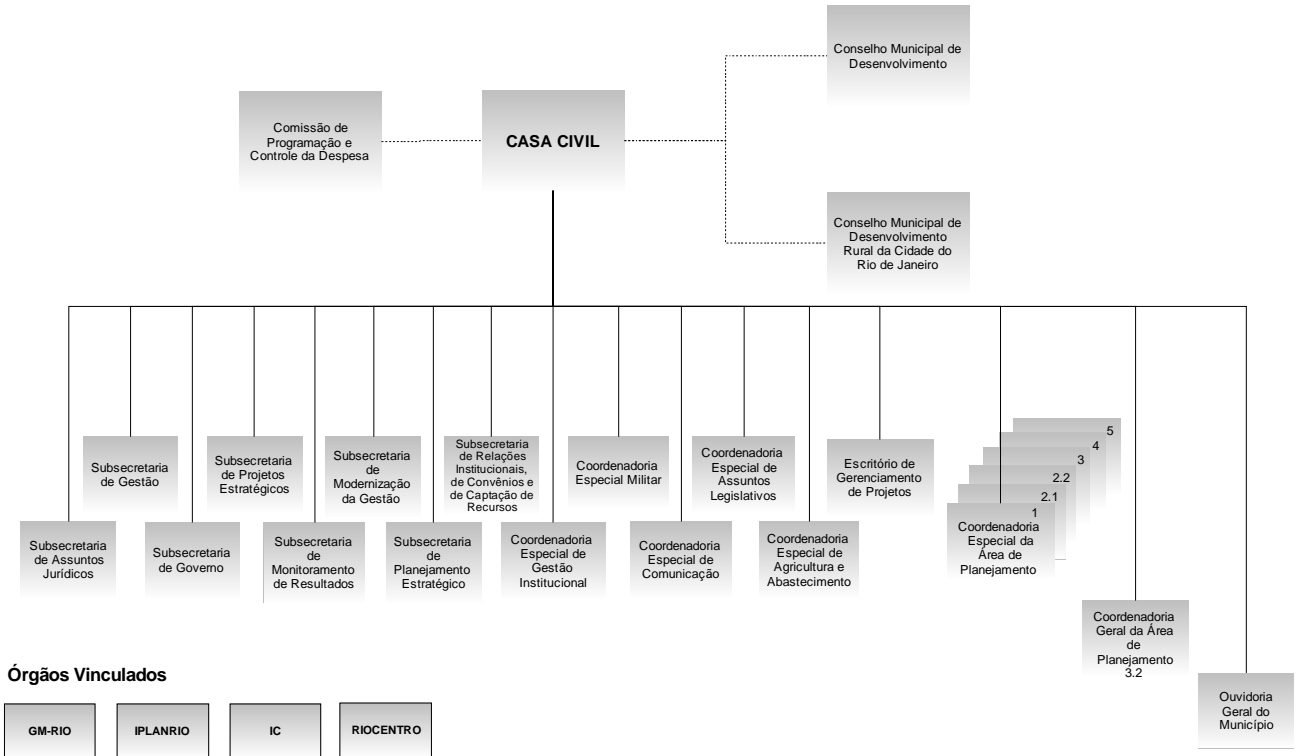 Conselho Municipal de
Desenvolvimento
Comissão de
Programação e
Controle da Despesa
CASA CIVIL
Conselho Municipal de
Desenvolvimento
Rural da Cidade do
Rio de Janeiro
Subsecretaria
de Gestão
Subsecretaria
de Projetos
Estratégicos
Subsecretaria
de
Modernização
da Gestão
Subsecretaria
de Relações
Institucionais,
de Convênios e
de Captação de
Recursos
Coordenadoria
Especial Militar
Coordenadoria
Especial de
Assuntos
Legislativos
Escritório de
Gerenciamento
de Projetos
5
4
3
2.2
2.1
1
Coordenadoria
Especial da
Área de
Planejamento
Subsecretaria
de Assuntos
Jurídicos
Subsecretaria
de Governo
Subsecretaria
de
Monitoramento
de Resultados
Subsecretaria
de
Planejamento
Estratégico
Coordenadoria
Especial de
Gestão
Institucional
Coordenadoria
Especial de
Comunicação
Coordenadoria
Especial de
Agricultura e
Abastecimento
Coordenadoria
Geral da Área
de
Planejamento
3.2
Ouvidoria
Geral do
Município
Órgãos Vinculados
GM-RIO
IPLANRIO
IC
RIOCENTRO